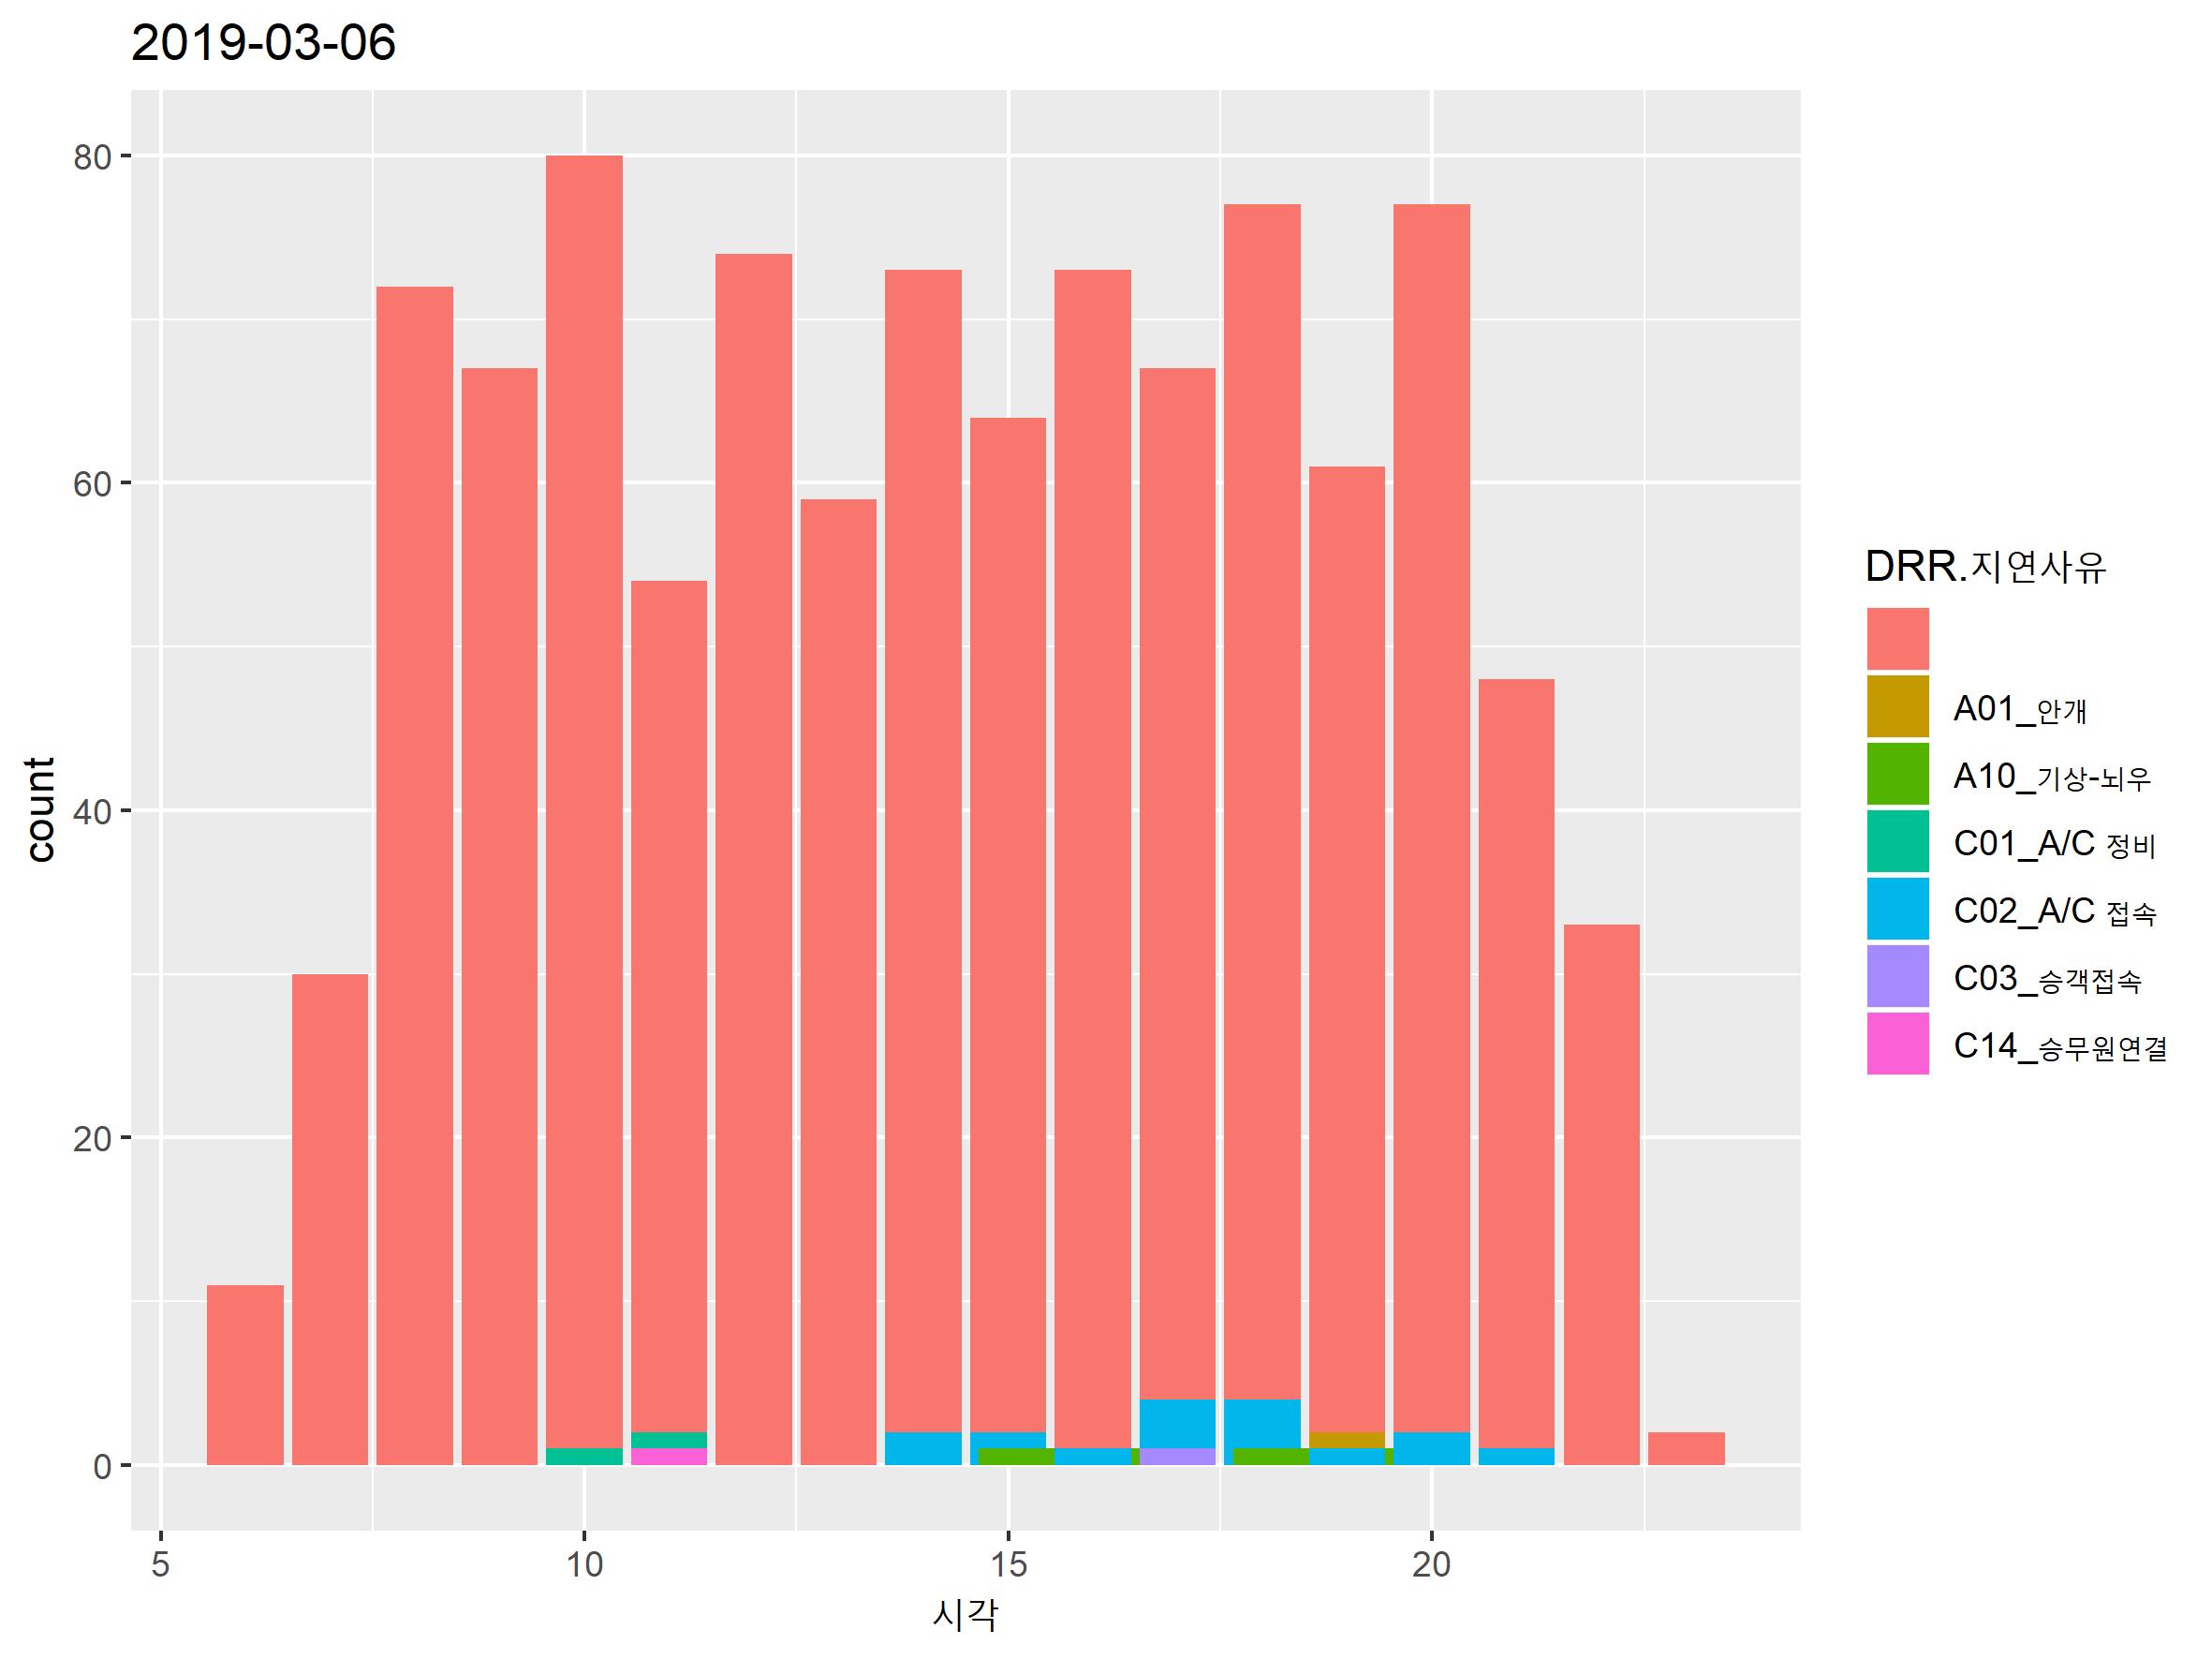 2019-03-06
80
60
40
20
0
count
5 10 15 20
시각
DRR.지연사유
A01_안개
A10_기상-뇌우
C01_A/C 정비
C02_A/C 접속
C03_승객접속
C14_승무원연결